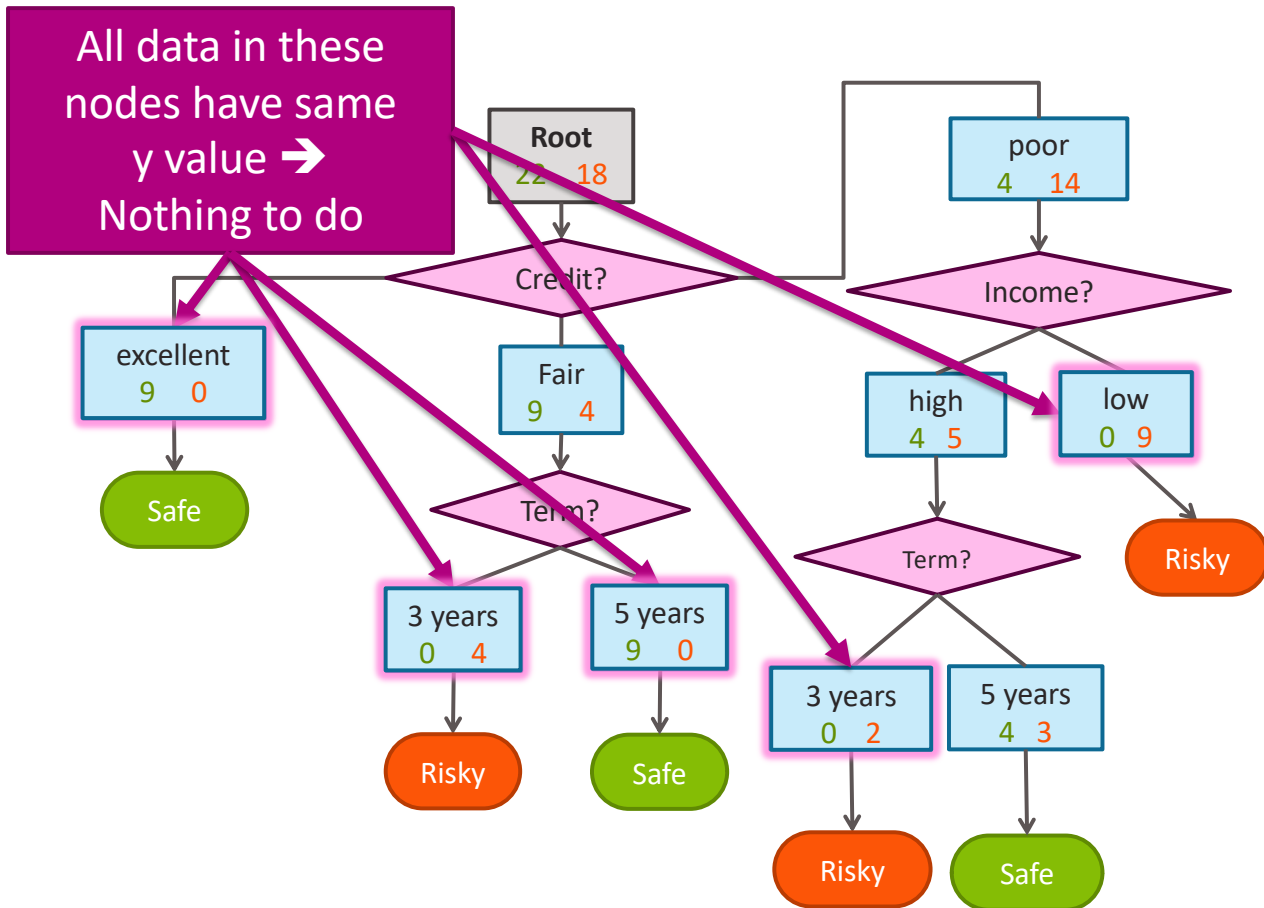 All data in these
nodes have same
y value ➔
Nothing to do
Root
22 18
poor
4 14
Credit?
Income?
excellent
9 0
Fair
9 4
high
4 5
low
0 9
Safe
Term?
Term?
Risky
3 years
0 4
5 years
9 0
3 years
0 2
5 years
4 3
Risky
Safe
Risky
Safe